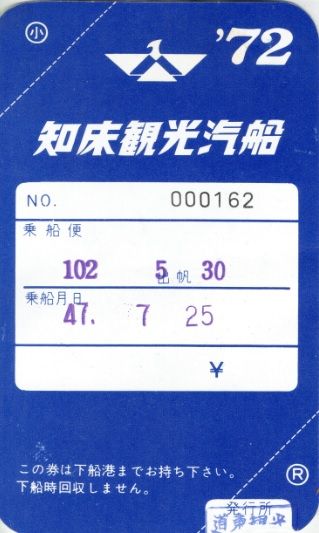 小
'72
知床観光汽船
NO. 000162
乗船便
102 5 30
出帆
乗船月日
47. 7 25
¥
この券は下船港までお持ち下さい。
下船時回収しません。
R
発行所